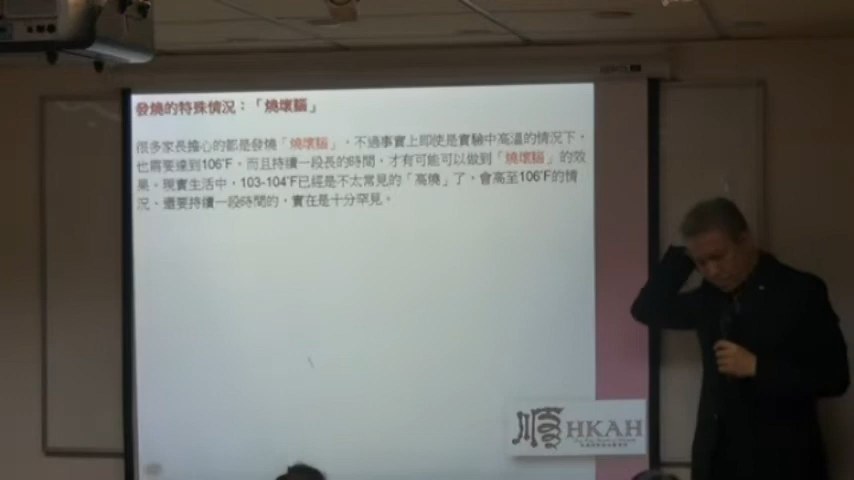 發燒的特殊情況：「燒壞腦」
很多家長擔心的都是發燒「燒壞腦」，不過事實上即使是實驗中高溫的情況下，
也需要達到106°F，而且持續一段長的時間，才有可能可以做到「燒壞腦」的效
果。現實生活中，103-104°F已經是不太常見的「高燒」了，會高至106°F的情
況、還要持續一段時間的，實在是十分罕見。
順 HKAH